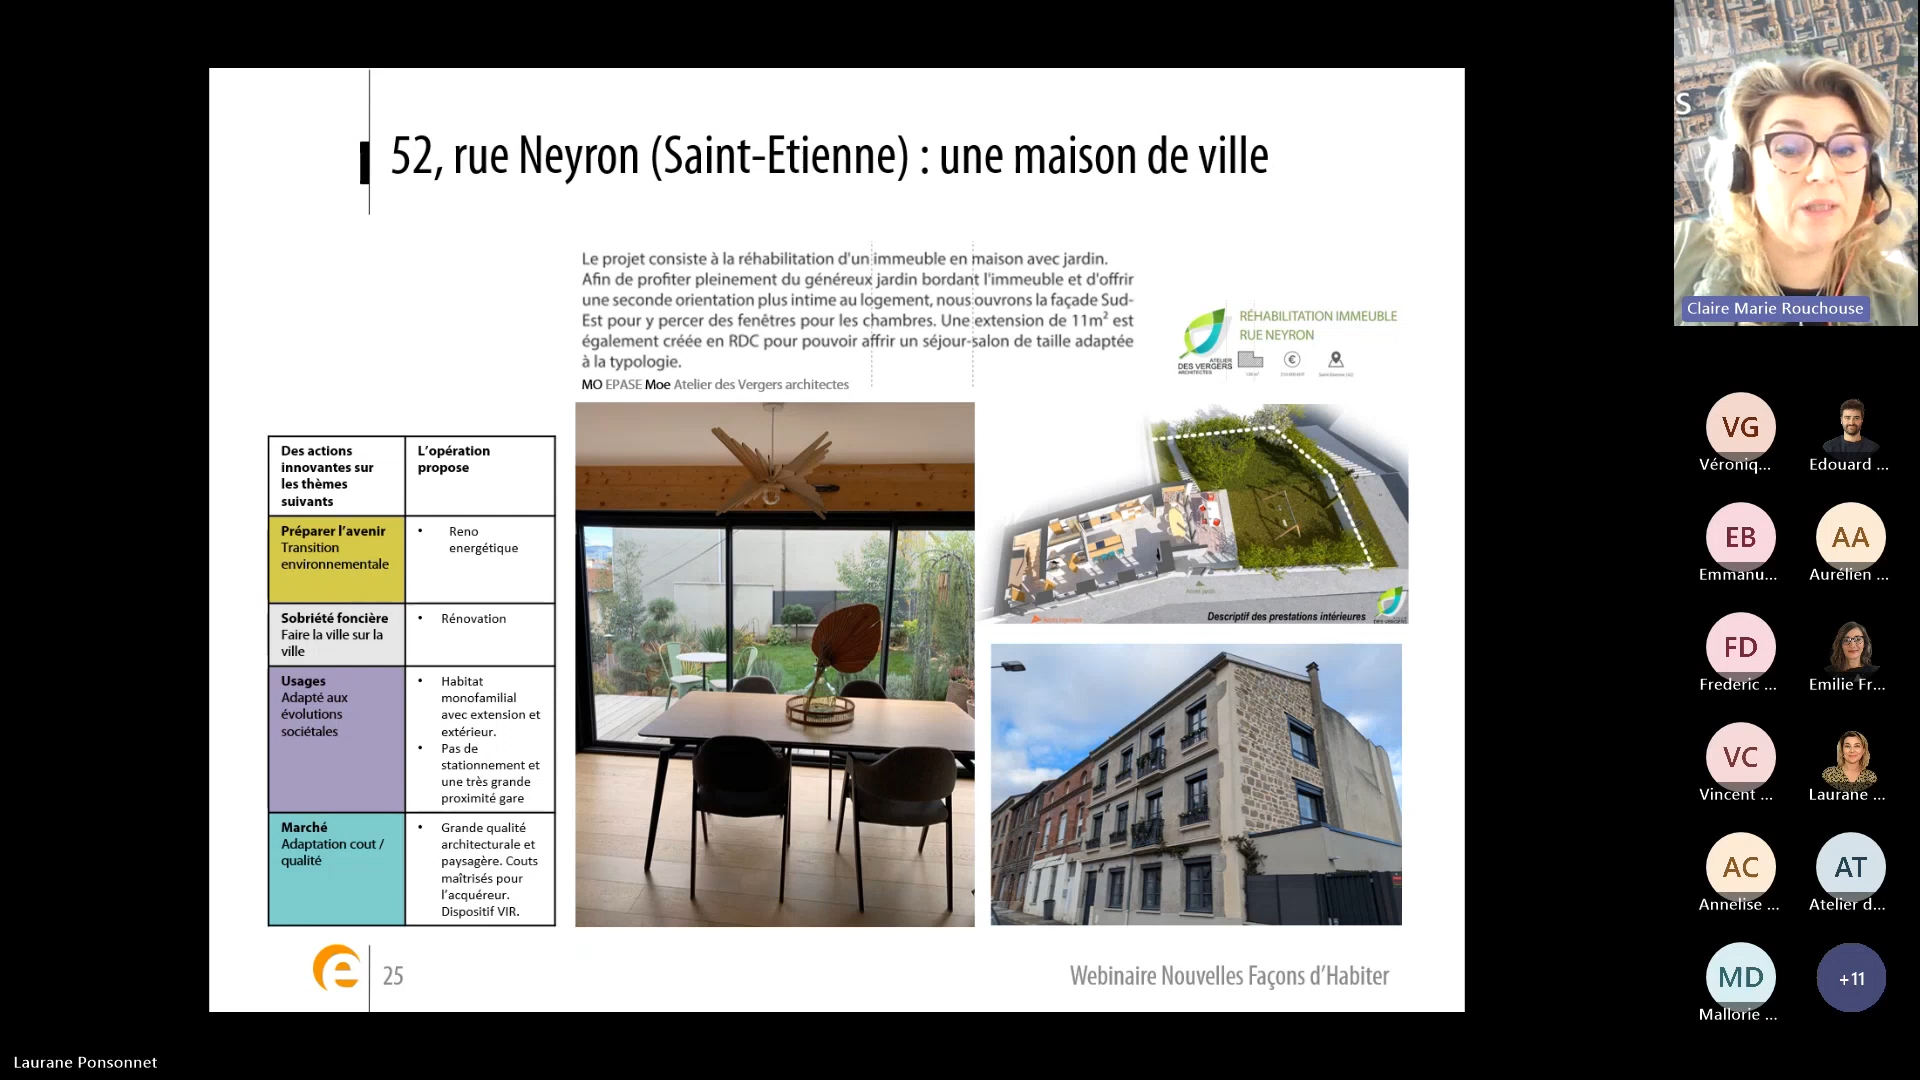 52, rue Neyron (Saint-Etienne) : une maison de ville
Le projet consiste à la réhabilitation d'un immeuble en maison avec jardin.
Afin de profiter pleinement du généreux jardin bordant l'immeuble et d'offrir
une seconde orientation plus intime au logement, nous ouvrons la façade Sud-
Est pour y percer des fenêtres pour les chambres. Une extension de 11m² est
également créée en RDC pour pouvoir affrir un séjour-salon de taille adaptée
à la typologie.
MO EPASE Moe Atelier des Vergers architectes
RÉHABILITATION IMMEUBLE
RUE NEYRON
ATELIER
DES VERGERS
ARCHITECTES
Des actions
innovantes sur
les thèmes
suivants
L'opération
propose
Préparer l'avenir
Transition
environnementale
• Reno
energétique
Sobriété foncière
Faire la ville sur la
ville
• Rénovation
Usages
Adapté aux
évolutions
sociétales
• Habitat
monofamilial
avec extension et
extérieur.
• Pas de
stationnement et
une très grande
proximité gare
Marché
Adaptation cout /
qualité
• Grande qualité
architecturale et
paysagère. Couts
maîtrisés pour
l'acquéreur.
Dispositif VIR.
Descriptif des prestations intérieures
e
25
Webinaire Nouvelles Façons d'Habiter
S
Claire Marie Rouchouse
VG
Véroniq...
Edouard ...
EB
Emmanu...
AA
Aurélien ...
FD
Frederic ...
Emilie Fr...
VC
Vincent ...
Laurane ...
AC
Annelise ...
AT
Atelier d...
MD
Mallorie ...
+11
Laurane Ponsonnet